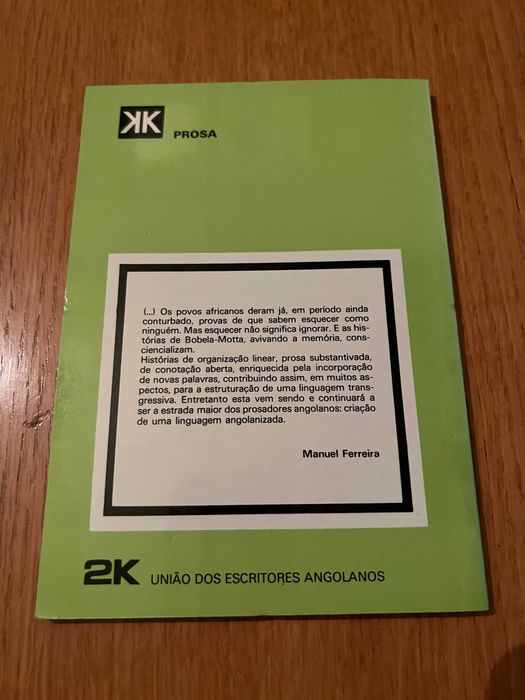 KK PROSA
(...) Os povos africanos deram já, em período ainda
conturbado, provas de que sabem esquecer como
ninguém. Mas esquecer não significa ignorar. E as his-
tórias de Bobela-Motta, avivando a memória, cons-
ciencializam.
Histórias de organização linear, prosa substantivada,
de conotação aberta, enriquecida pela incorporação
de novas palavras, contribuindo assim, em muitos as-
pectos, para a estruturação de uma linguagem trans-
gressiva. Entretanto esta vem sendo e continuará a
ser a estrada maior dos prosadores angolanos: criação
de uma linguagem angolanizada.
Manuel Ferreira
2K UNIÃO DOS ESCRITORES ANGOLANOS